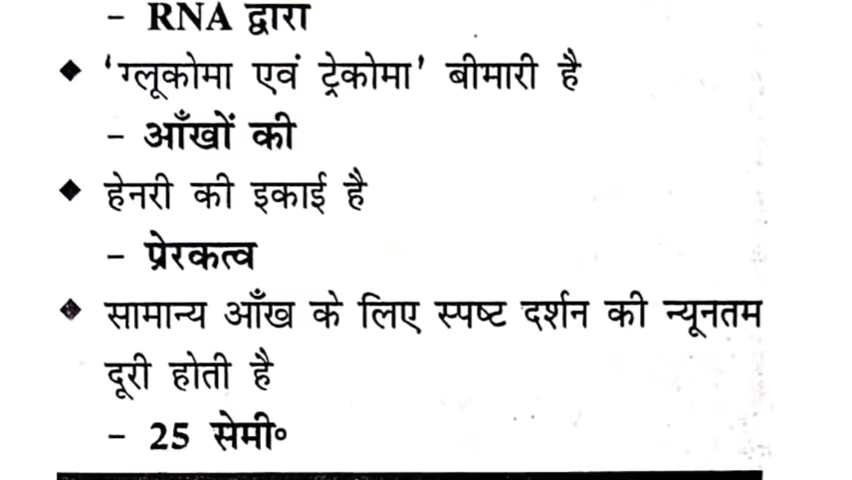 – RNA द्वारा
◆ ‘ग्लूकोमा एवं ट्रेकोमा’ बीमारी है
– आँखों की
◆ हेनरी की इकाई है
– प्रेरकत्व
◆ सामान्य आँख के लिए स्पष्ट दर्शन की न्यूनतम
दूरी होती है
– 25 सेमी॰